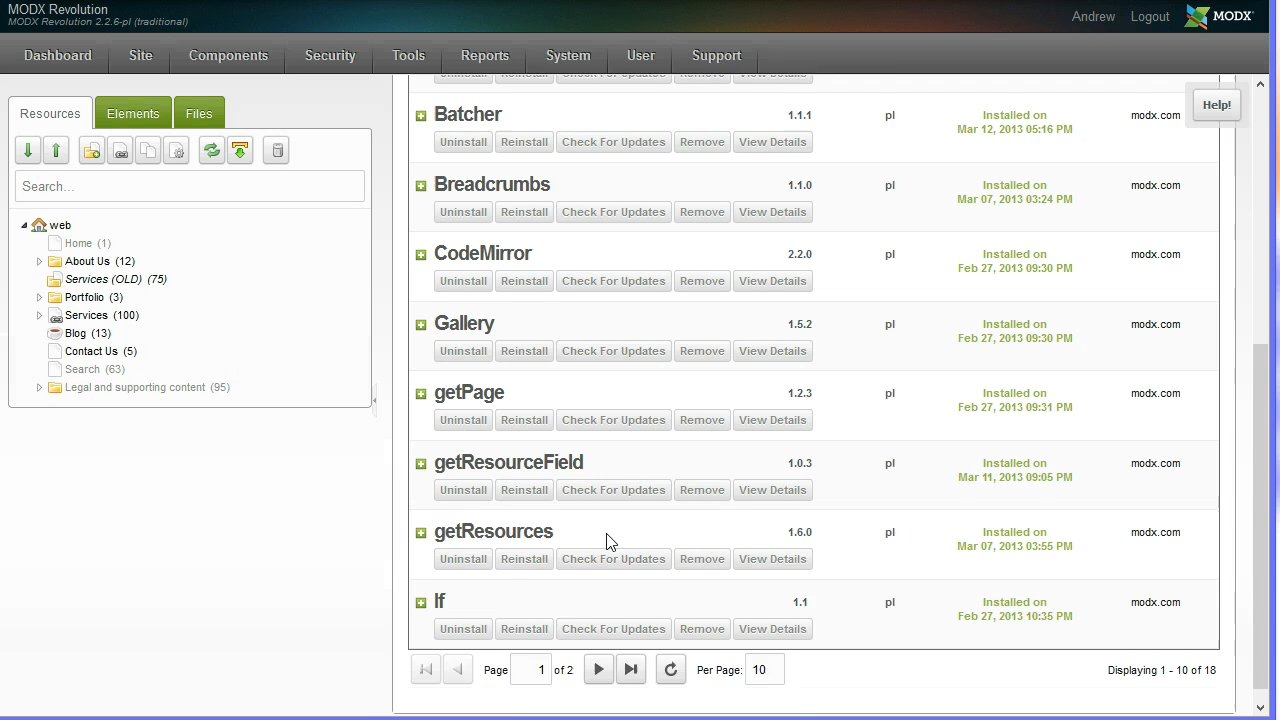 MODX Revolution
MODX Revolution 2.2.6-pl (traditional)
Andrew Logout MODX
Dashboard Site Components Security Tools Reports System User Support
Resources Elements Files
Search...
web
Home (1)
About Us (12)
Services (OLD) (75)
Portfolio (3)
Services (100)
Blog (13)
Contact Us (5)
Search (63)
Legal and supporting content (95)
Help!
Uninstall Reinstall Check For Updates Remove View Details
Batcher 1.1.1 pl Installed on modx.com
Mar 12, 2013 05:16 PM
Uninstall Reinstall Check For Updates Remove View Details
Breadcrumbs 1.1.0 pl Installed on modx.com
Mar 07, 2013 03:24 PM
Uninstall Reinstall Check For Updates Remove View Details
CodeMirror 2.2.0 pl Installed on modx.com
Feb 27, 2013 09:30 PM
Uninstall Reinstall Check For Updates Remove View Details
Gallery 1.5.2 pl Installed on modx.com
Feb 27, 2013 09:30 PM
Uninstall Reinstall Check For Updates Remove View Details
getPage 1.2.3 pl Installed on modx.com
Feb 27, 2013 09:31 PM
Uninstall Reinstall Check For Updates Remove View Details
getResourceField 1.0.3 pl Installed on modx.com
Mar 11, 2013 09:05 PM
Uninstall Reinstall Check For Updates Remove View Details
getResources 1.6.0 pl Installed on modx.com
Mar 07, 2013 03:55 PM
Uninstall Reinstall Check For Updates Remove View Details
If 1.1 pl Installed on modx.com
Feb 27, 2013 10:35 PM
Uninstall Reinstall Check For Updates Remove View Details
Page 1 of 2 Per Page: 10 Displaying 1 - 10 of 18